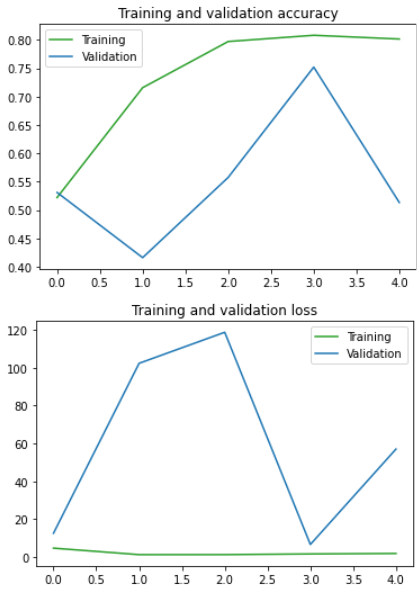 Training and validation accuracy
0.80
Training
Validation
0.75
0.70
0.65
0.60
0.55
0.50
0.45
0.40
0.0 0.5 1.0 1.5 2.0 2.5 3.0 3.5 4.0
Training and validation loss
120
Training
Validation
100
80
60
40
20
0
0.0 0.5 1.0 1.5 2.0 2.5 3.0 3.5 4.0